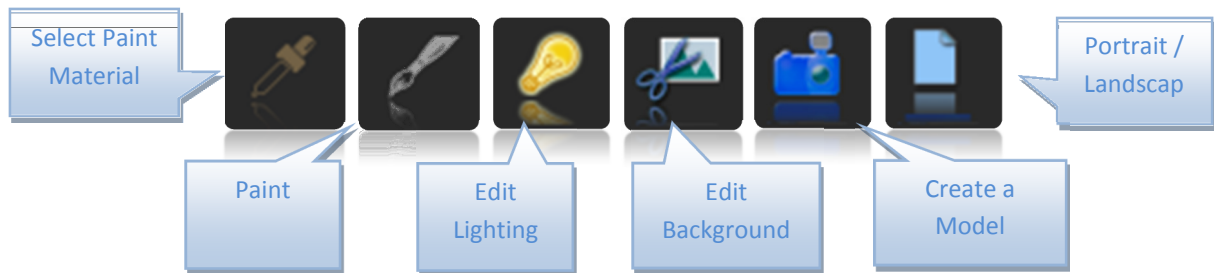 Select Paint
Material
Portrait /
Landscap
Paint
Edit
Lighting
Edit
Background
Create a
Model